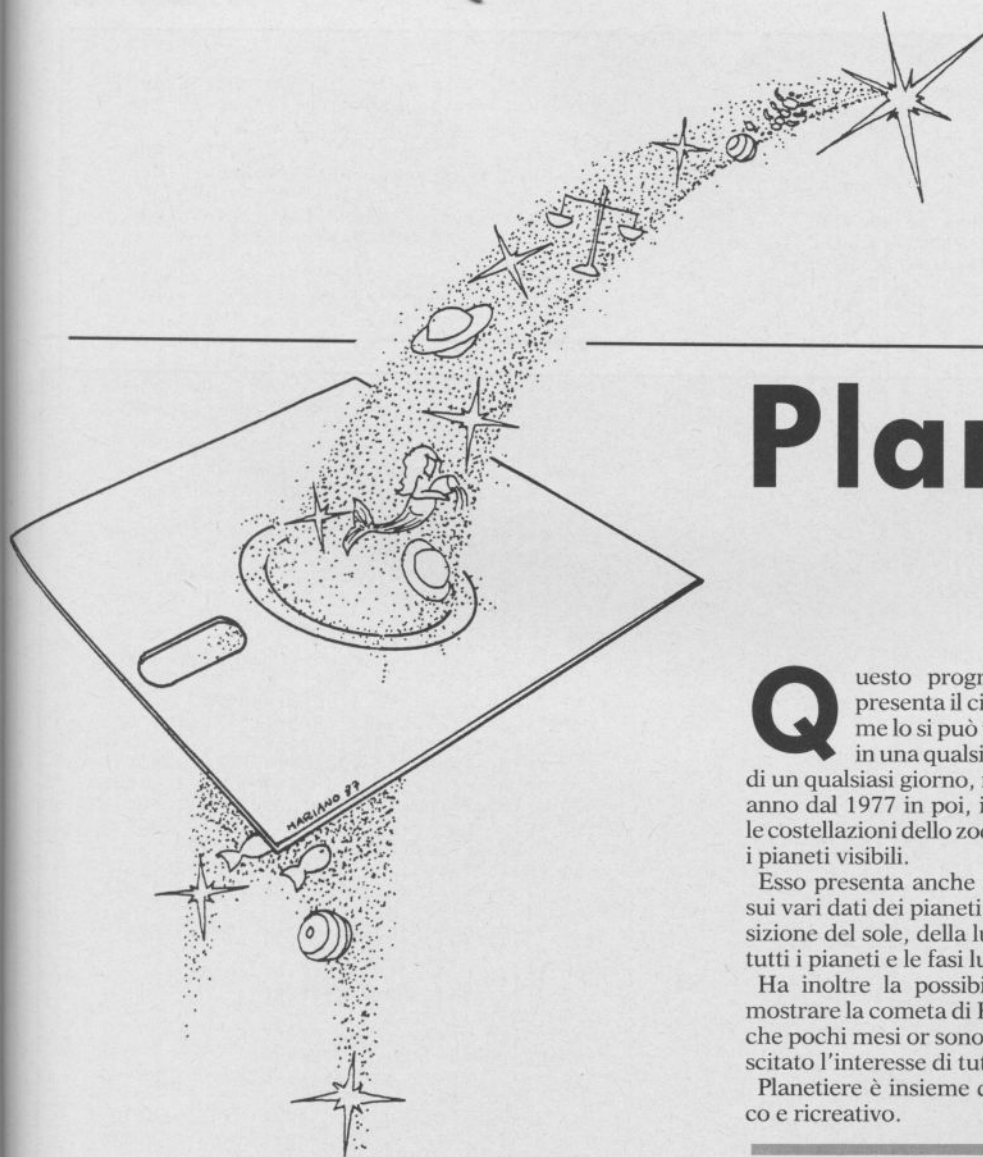 Plan
Questo progr
presenta il ci
me lo si può
in una qualsi
di un qualsiasi giorno,
anno dal 1977 in poi, i
le costellazioni dello zo
i pianeti visibili.
Esso presenta anche
sui vari dati dei pianeti
sizione del sole, della lu
tutti i pianeti e le fasi lu
Ha inoltre la possibi
mostrare la cometa di
che pochi mesi or sono
scitato l'interesse di tut
Planetiere è insieme
co e ricreativo.
MARIANO 87